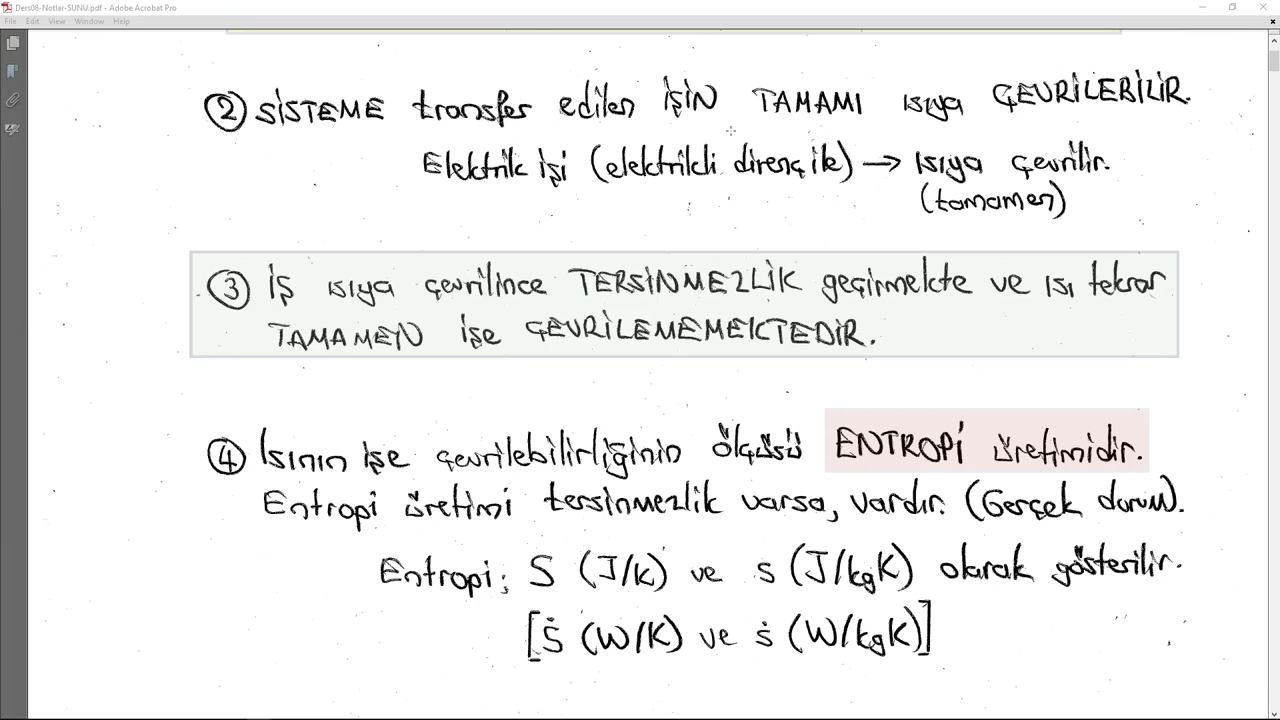 Ders08-Notlar-SUNU.pdf - Adobe Acrobat Pro
File Edit View Window Help
② SİSTEME transfer edilen İŞİN TAMAMI ısıya ÇEVRİLEBİLİR.
Elektrik işi (elektrikli direnç ile) → ısıya çevrilir.
(tamamen)
③ İş ısıya çevrilince TERSİNMEZLİK geçirmekte ve ısı tekrar
TAMAMEN işe ÇEVRİLEMEMEKTEDİR.
④ Isının işe çevrilebilirliğinin ölçüsü ENTROPİ üretimidir.
Entropi üretimi tersinmezlik varsa, vardır. (Gerçek durum).
Entropi; S (J/K) ve s (J/kgK) olarak gösterilir.
[Ṡ (W/K) ve ṡ (W/kgK)]